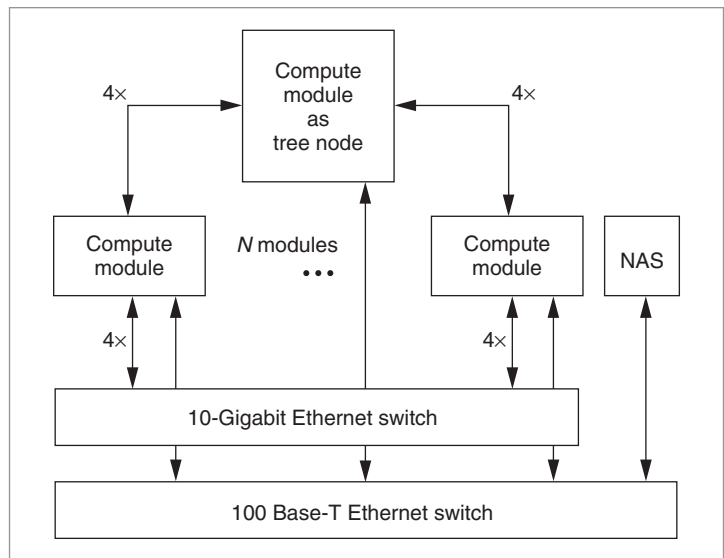 Compute
module
as
tree node
4×
4×
Compute
module
N modules
•••
Compute
module
NAS
4×
4×
10-Gigabit Ethernet switch
100 Base-T Ethernet switch